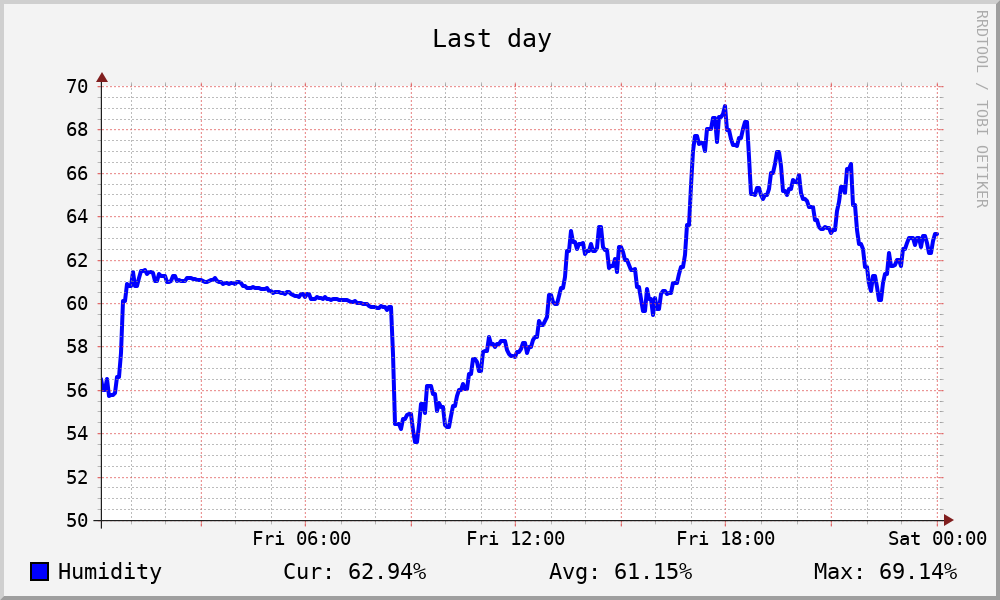 Last day
RRDTOOL / TOBI OETIKER
70
68
66
64
62
60
58
56
54
52
50
Fri 06:00 Fri 12:00 Fri 18:00 Sat 00:00
Humidity Cur: 62.94% Avg: 61.15% Max: 69.14%